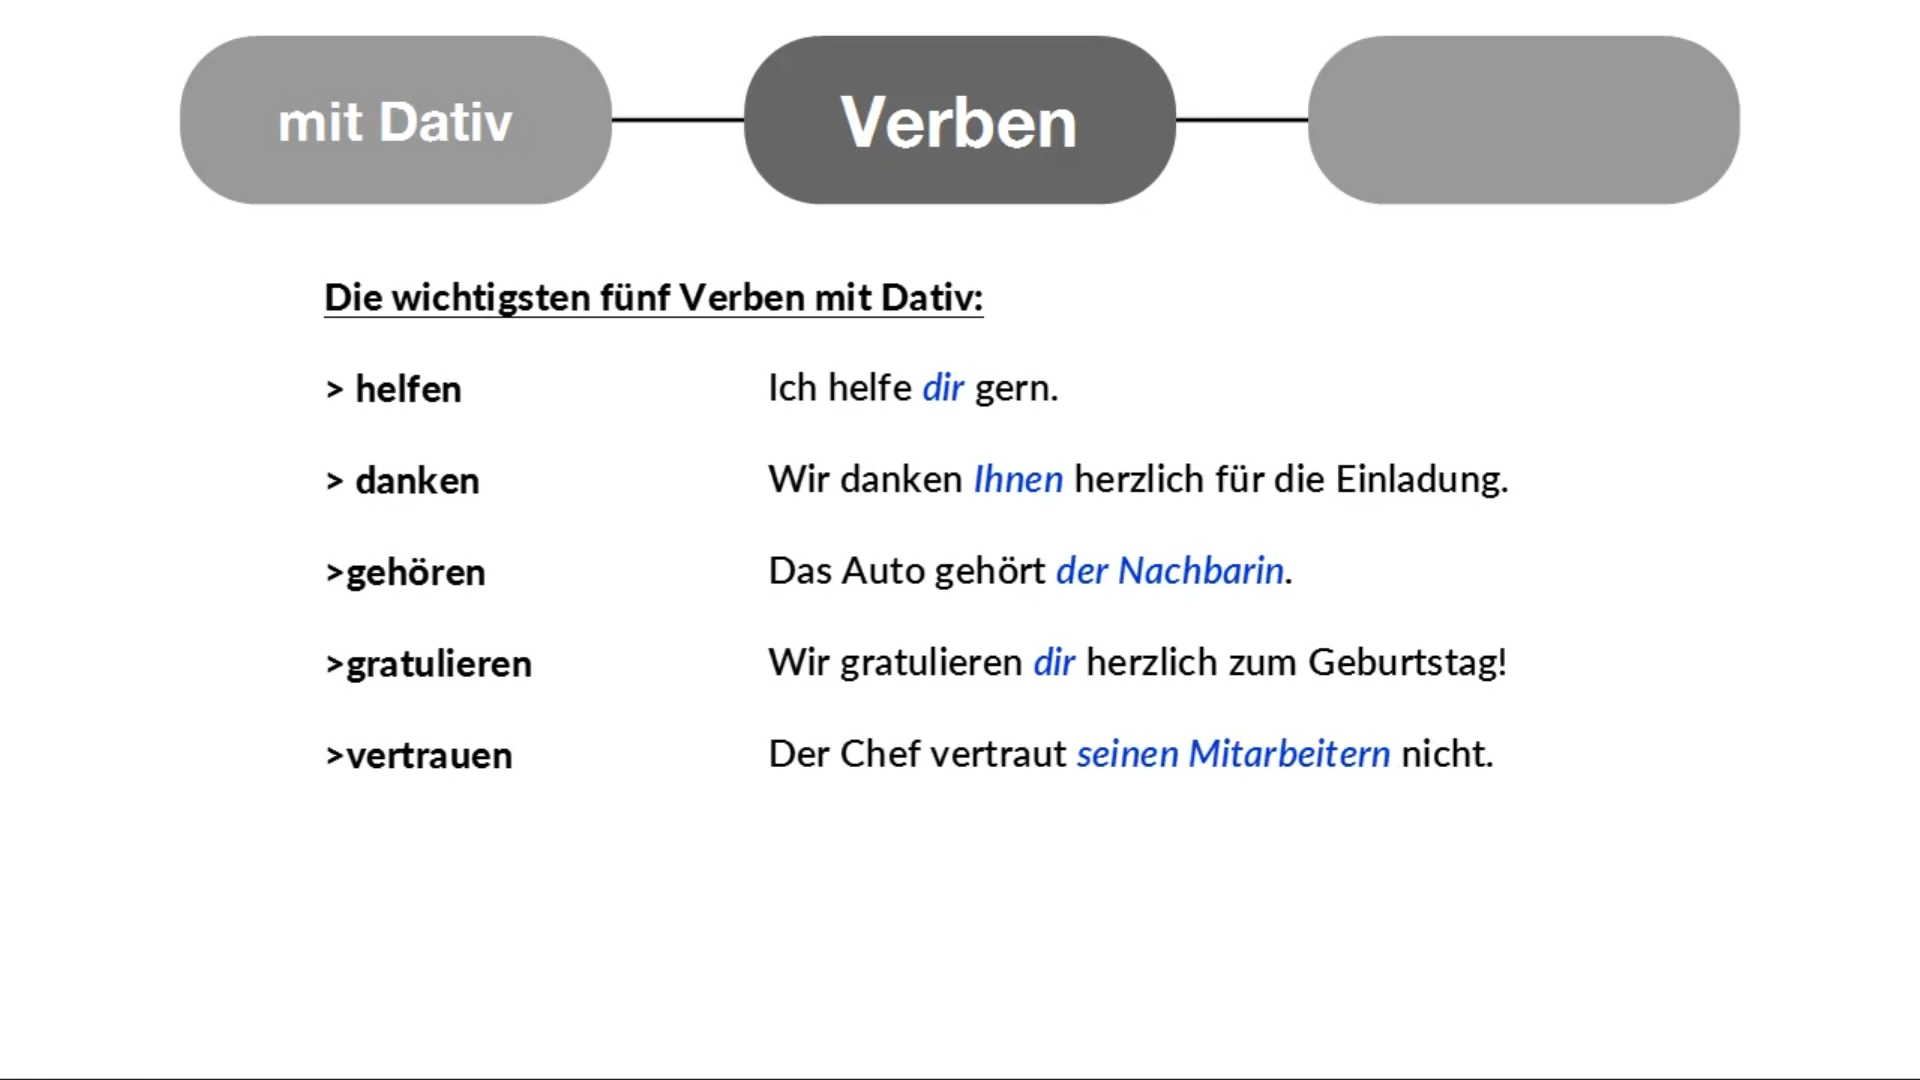 mit Dativ
Verben
Die wichtigsten fünf Verben mit Dativ:
> helfen Ich helfe dir gern.
> danken Wir danken Ihnen herzlich für die Einladung.
>gehören Das Auto gehört der Nachbarin.
>gratulieren Wir gratulieren dir herzlich zum Geburtstag!
>vertrauen Der Chef vertraut seinen Mitarbeitern nicht.